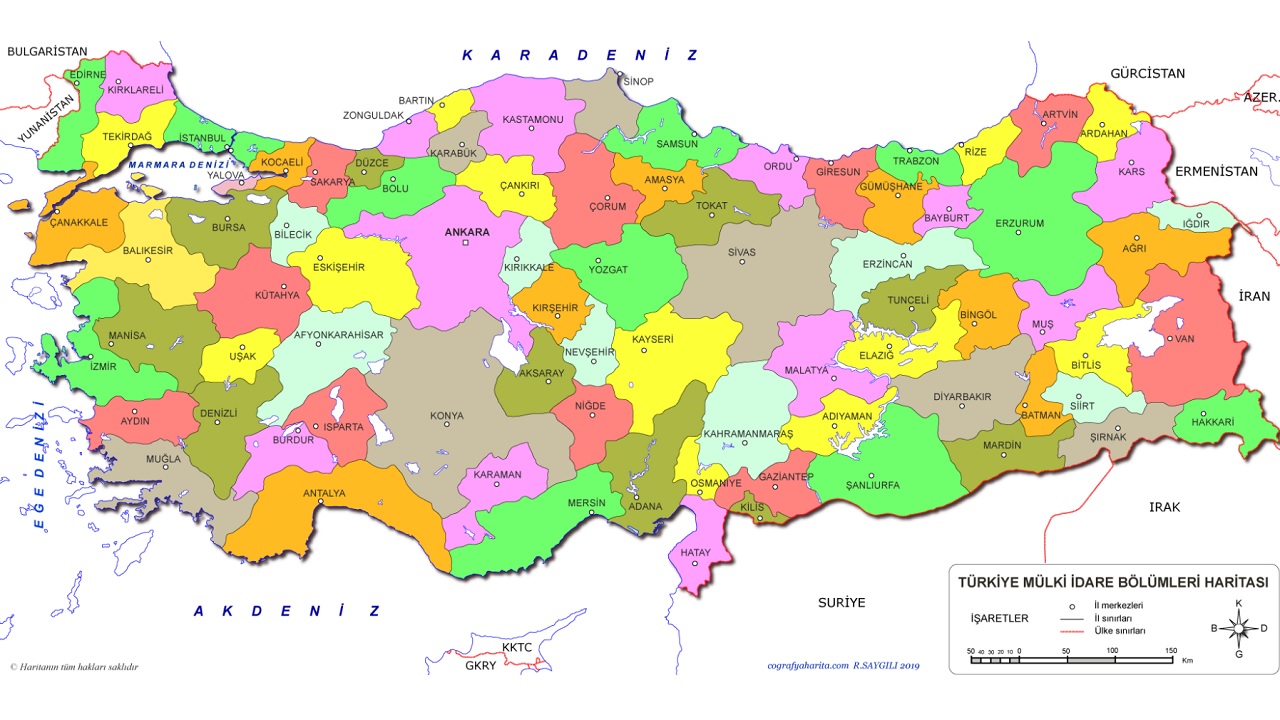 K A R A D E N İ Z
BULGARİSTAN
GÜRCİSTAN
EDİRNE
SİNOP
KIRKLARELİ
AZER.
BARTIN
YUNANİSTAN
ZONGULDAK
KASTAMONU
ARTVİN
TEKİRDAĞ
İSTANBUL
ARDAHAN
SAMSUN
KARABÜK
RİZE
MARMARA DENİZİ
KOCAELİ
DÜZCE
ORDU
TRABZON
YALOVA
SAKARYA
BOLU
ÇANKIRI
AMASYA
GİRESUN
GÜMÜŞHANE
KARS
ERMENİSTAN
ÇORUM
TOKAT
BAYBURT
ÇANAKKALE
BURSA
BİLECİK
ANKARA
ERZURUM
IĞDIR
BALIKESİR
SİVAS
AĞRI
ESKİŞEHİR
KIRIKKALE
YOZGAT
ERZİNCAN
KÜTAHYA
TUNCELİ
İRAN
KIRŞEHİR
BİNGÖL
MANİSA
AFYONKARAHİSAR
MUŞ
KAYSERİ
VAN
UŞAK
NEVŞEHİR
ELAZIĞ
İZMİR
AKSARAY
MALATYA
BİTLİS
DİYARBAKIR
SİİRT
NİĞDE
AYDIN
DENİZLİ
KONYA
ADIYAMAN
BATMAN
HAKKARİ
BURDUR
ISPARTA
KAHRAMANMARAŞ
MARDİN
ŞIRNAK
EGE DENİZİ
MUĞLA
KARAMAN
GAZİANTEP
OSMANIYE
ŞANLIURFA
ANTALYA
MERSİN
ADANA
KİLİS
IRAK
HATAY
SURİYE
A K D E N İ Z
KKTC
GKRY
TÜRKİYE MÜLKİ İDARE BÖLÜMLERİ HARİTASI
İŞARETLER
İl merkezleri
İl sınırları
Ülke sınırları
K
B D
G
50 40 30 20 10 0 50 100 150
Km
© Haritanın tüm hakları saklıdır
cografyaharita.com R.SAYGILI 2019